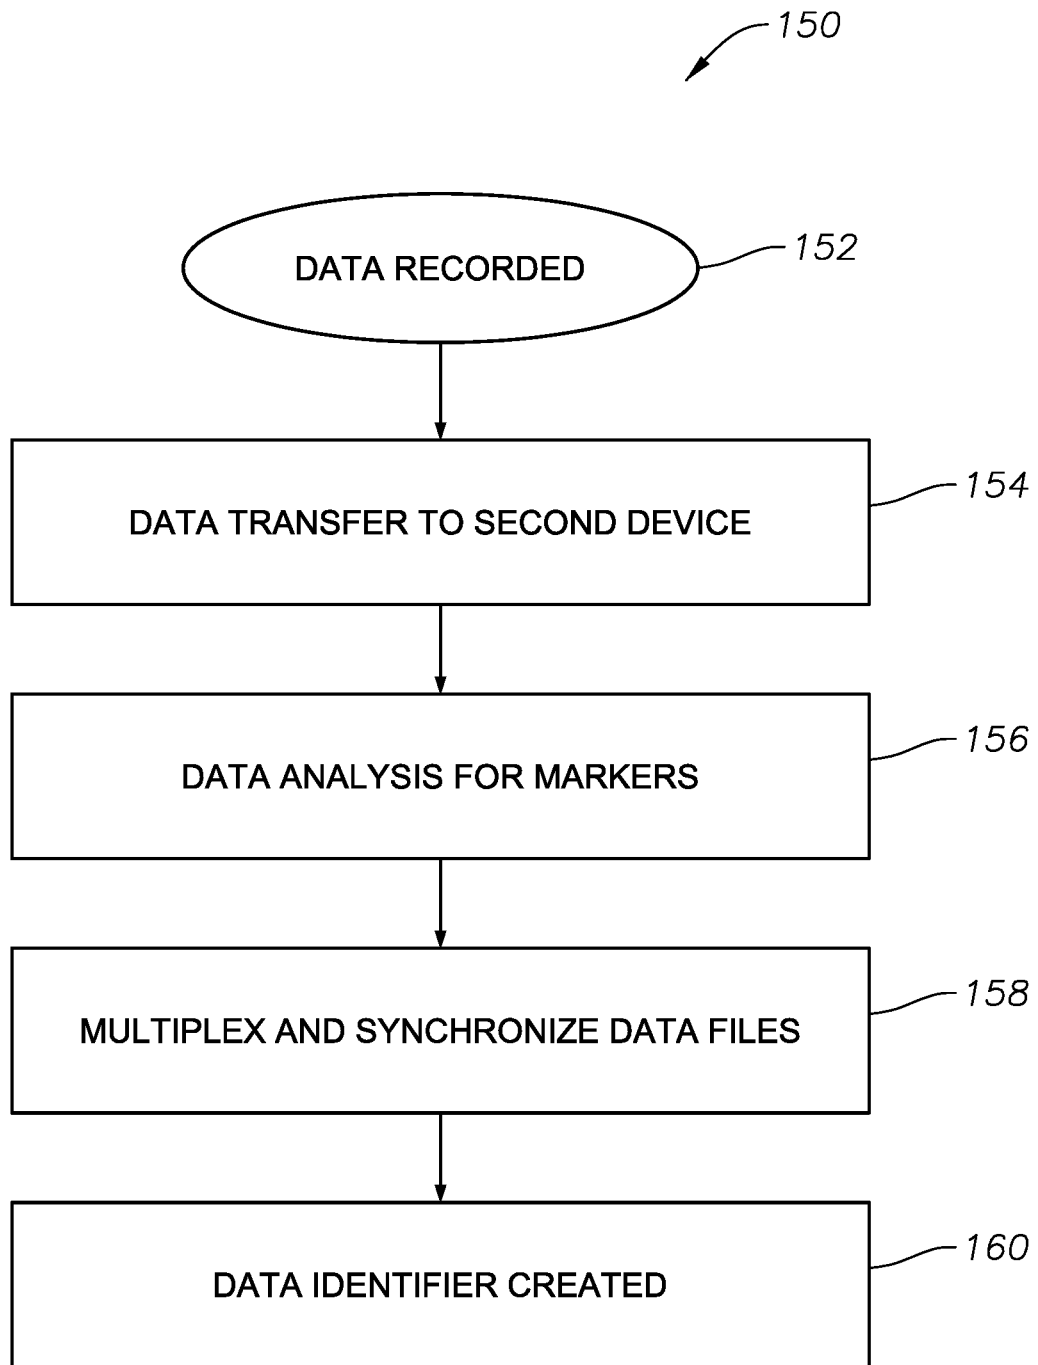 150
DATA RECORDED
152
DATA TRANSFER TO SECOND DEVICE
154
DATA ANALYSIS FOR MARKERS
156
MULTIPLEX AND SYNCHRONIZE DATA FILES
158
DATA IDENTIFIER CREATED
160